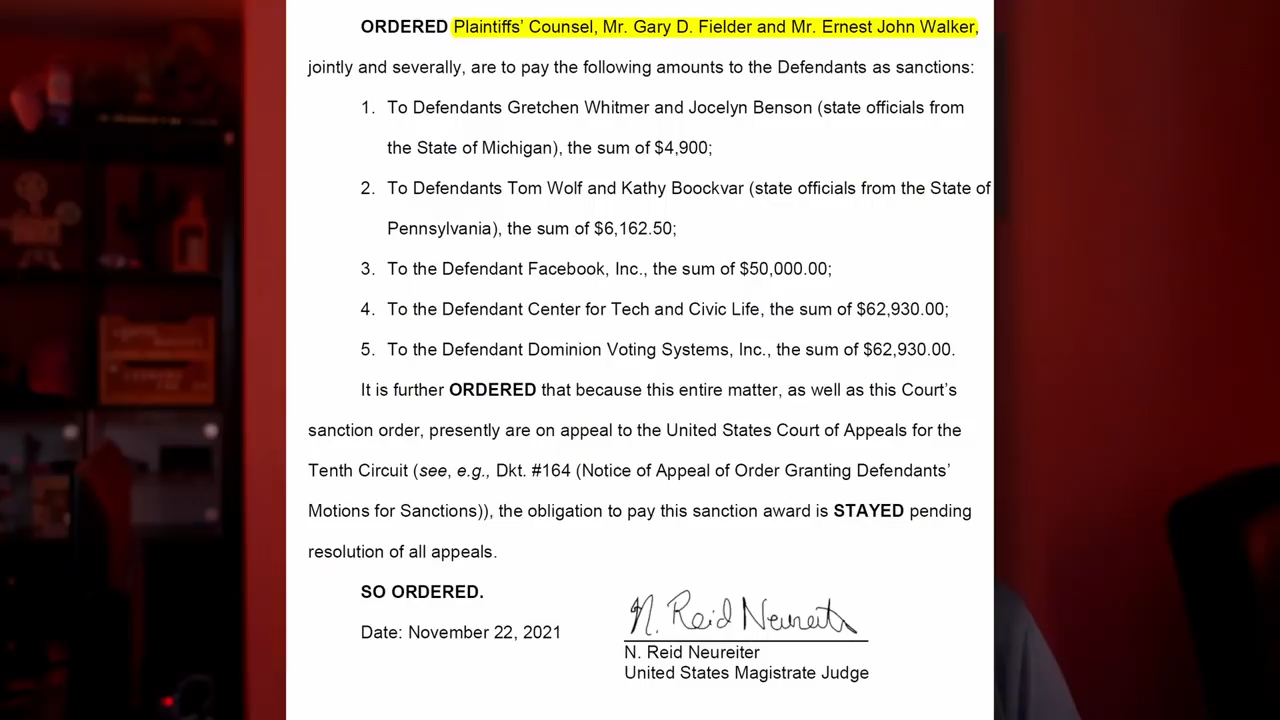 ORDERED Plaintiffs' Counsel, Mr. Gary D. Fielder and Mr. Ernest John Walker,
jointly and severally, are to pay the following amounts to the Defendants as sanctions:
1. To Defendants Gretchen Whitmer and Jocelyn Benson (state officials from
the State of Michigan), the sum of $4,900;
2. To Defendants Tom Wolf and Kathy Boockvar (state officials from the State of
Pennsylvania), the sum of $6,162.50;
3. To the Defendant Facebook, Inc., the sum of $50,000.00;
4. To the Defendant Center for Tech and Civic Life, the sum of $62,930.00;
5. To the Defendant Dominion Voting Systems, Inc., the sum of $62,930.00.
It is further ORDERED that because this entire matter, as well as this Court's
sanction order, presently are on appeal to the United States Court of Appeals for the
Tenth Circuit (see, e.g., Dkt. #164 (Notice of Appeal of Order Granting Defendants'
Motions for Sanctions)), the obligation to pay this sanction award is STAYED pending
resolution of all appeals.
SO ORDERED.
N. Reid Neureiter
Date: November 22, 2021
N. Reid Neureiter
United States Magistrate Judge